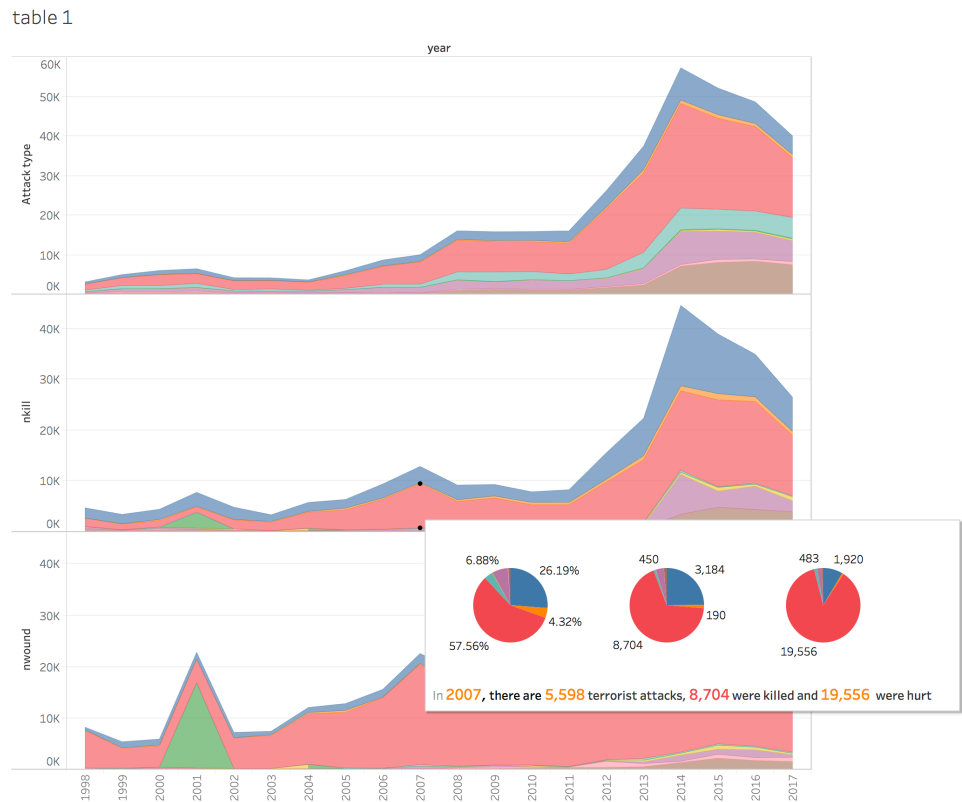 table 1
year
60K
50K
40K
30K
20K
10K
0K
Attack type
40K
30K
20K
10K
0K
nkill
40K
30K
20K
10K
0K
nwound
6.88%
26.19%
4.32%
57.56%
450
3,184
190
8,704
483
1,920
19,556
In 2007, there are 5,598 terrorist attacks, 8,704 were killed and 19,556 were hurt
1998
1999
2000
2001
2002
2003
2004
2005
2006
2007
2008
2009
2010
2011
2012
2013
2014
2015
2016
2017